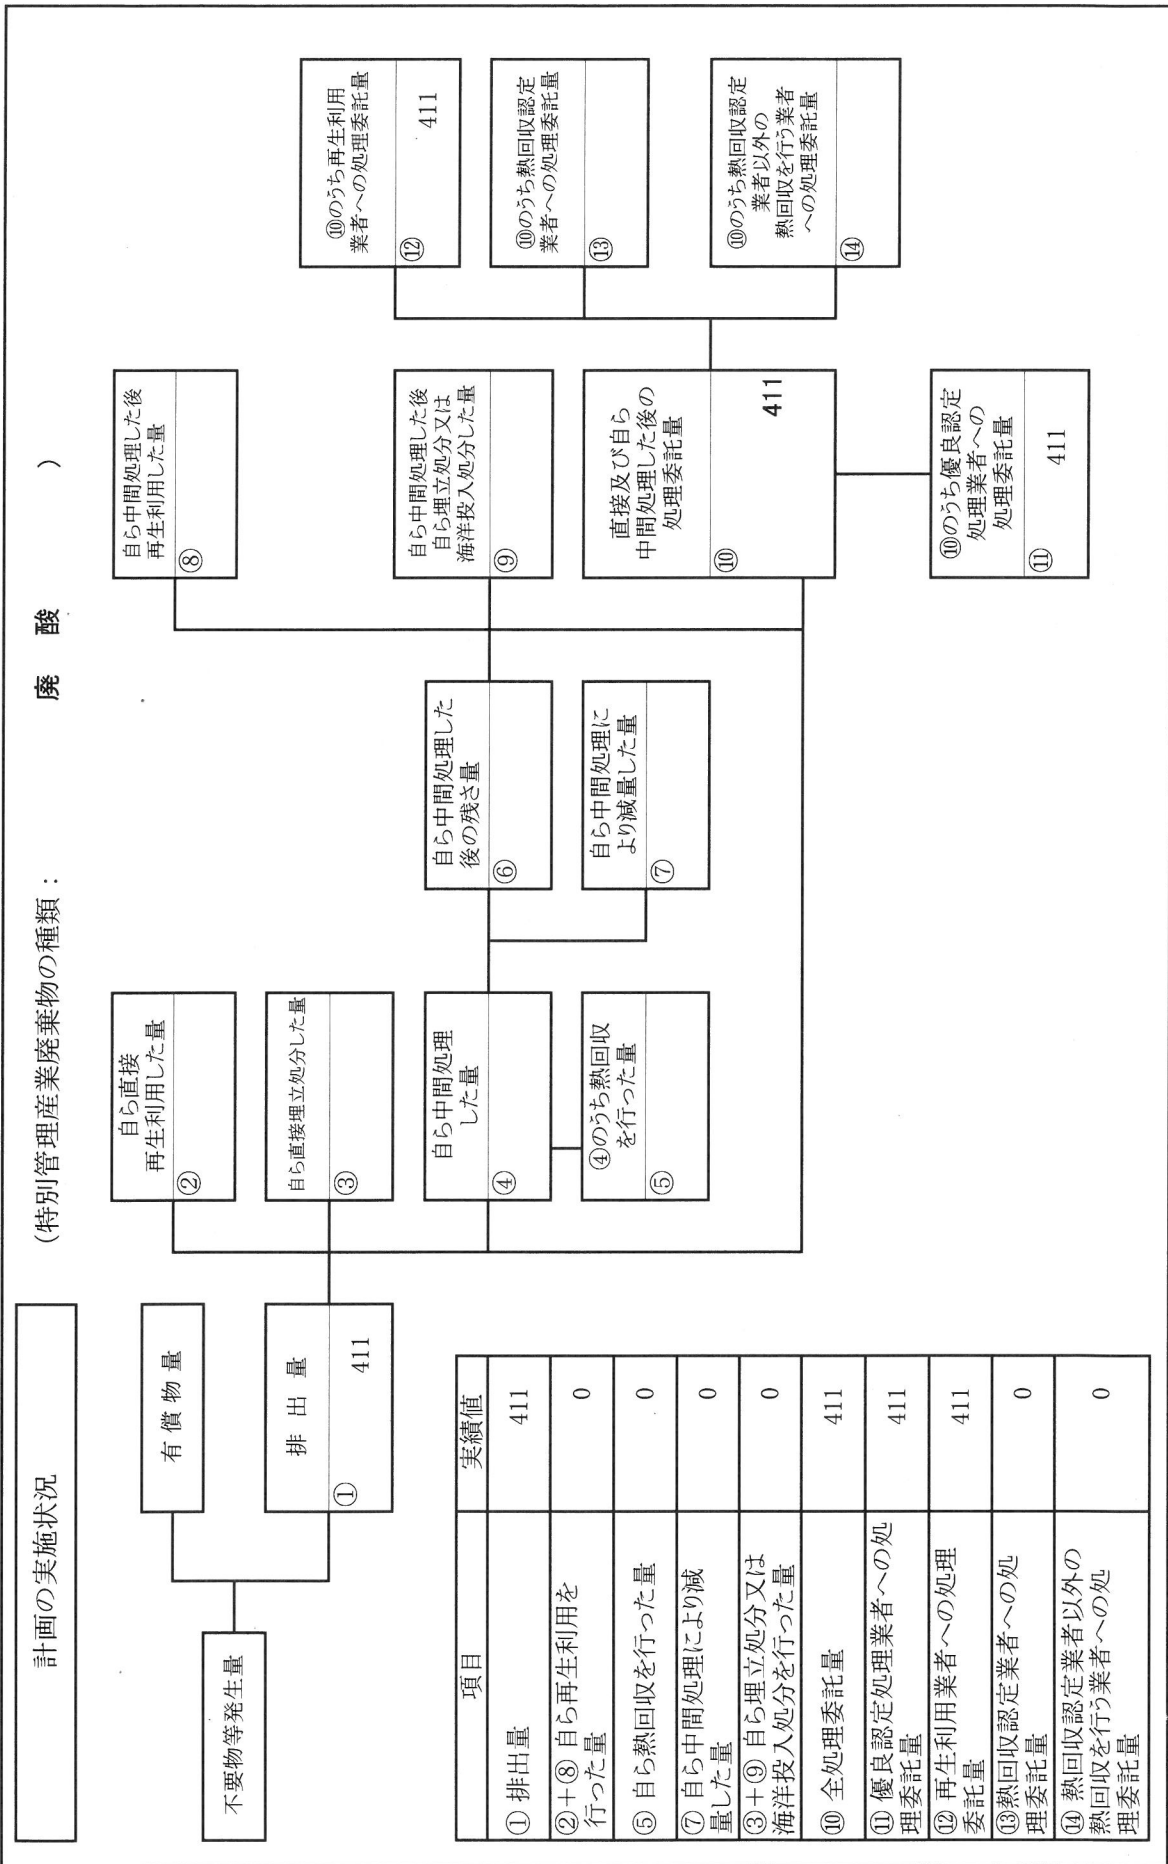 計画の実施状況
(特別管理産業廃棄物の種類: 廃 酸 )
不要物等発生量
有 償 物 量
排 出 量
① 411
自ら直接
再生利用した量
②
自ら直接埋立処分した量
③
自ら中間処理
した量
④
④のうち熱回収
を行った量
⑤
自ら中間処理した
後の残さ量
⑥
自ら中間処理に
より減量した量
⑦
自ら中間処理した後
再生利用した量
⑧
自ら中間処理した後
自ら埋立処分又は
海洋投入処分した量
⑨
直接及び自ら
中間処理した後の
処理委託量
⑩ 411
⑩のうち優良認定
処理業者への
処理委託量
⑪ 411
⑩のうち再生利用
業者への処理委託量
⑫ 411
⑩のうち熱回収認定
業者への処理委託量
⑬
⑩のうち熱回収認定
業者以外の
熱回収を行う業者
への処理委託量
⑭
項目 実績値
① 排出量 411
②+⑧ 自ら再生利用を
行った量 0
⑤ 自ら熱回収を行った量 0
⑦ 自ら中間処理により減
量した量 0
③+⑨ 自ら埋立処分又は
海洋投入処分を行った量 0
⑩ 全処理委託量 411
⑪ 優良認定処理業者への処
理委託量 411
⑫ 再生利用業者への処理
委託量 411
⑬熱回収認定業者への処
理委託量 0
⑭ 熱回収認定業者以外の
熱回収を行う業者への処
理委託量 0